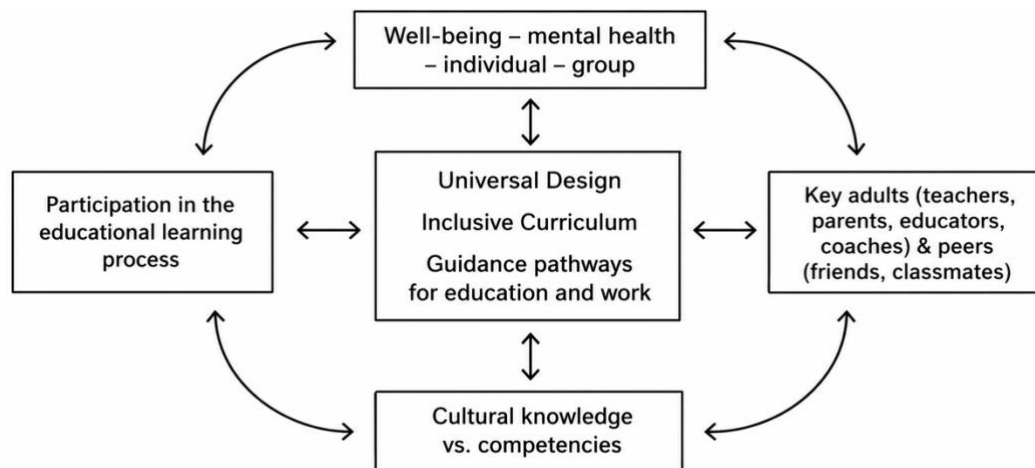 Well-being – mental health
– individual – group
Participation in the
educational learning
process
Universal Design
Inclusive Curriculum
Guidance pathways
for education and work
Key adults (teachers,
parents, educators,
coaches) & peers
(friends, classmates)
Cultural knowledge
vs. competencies